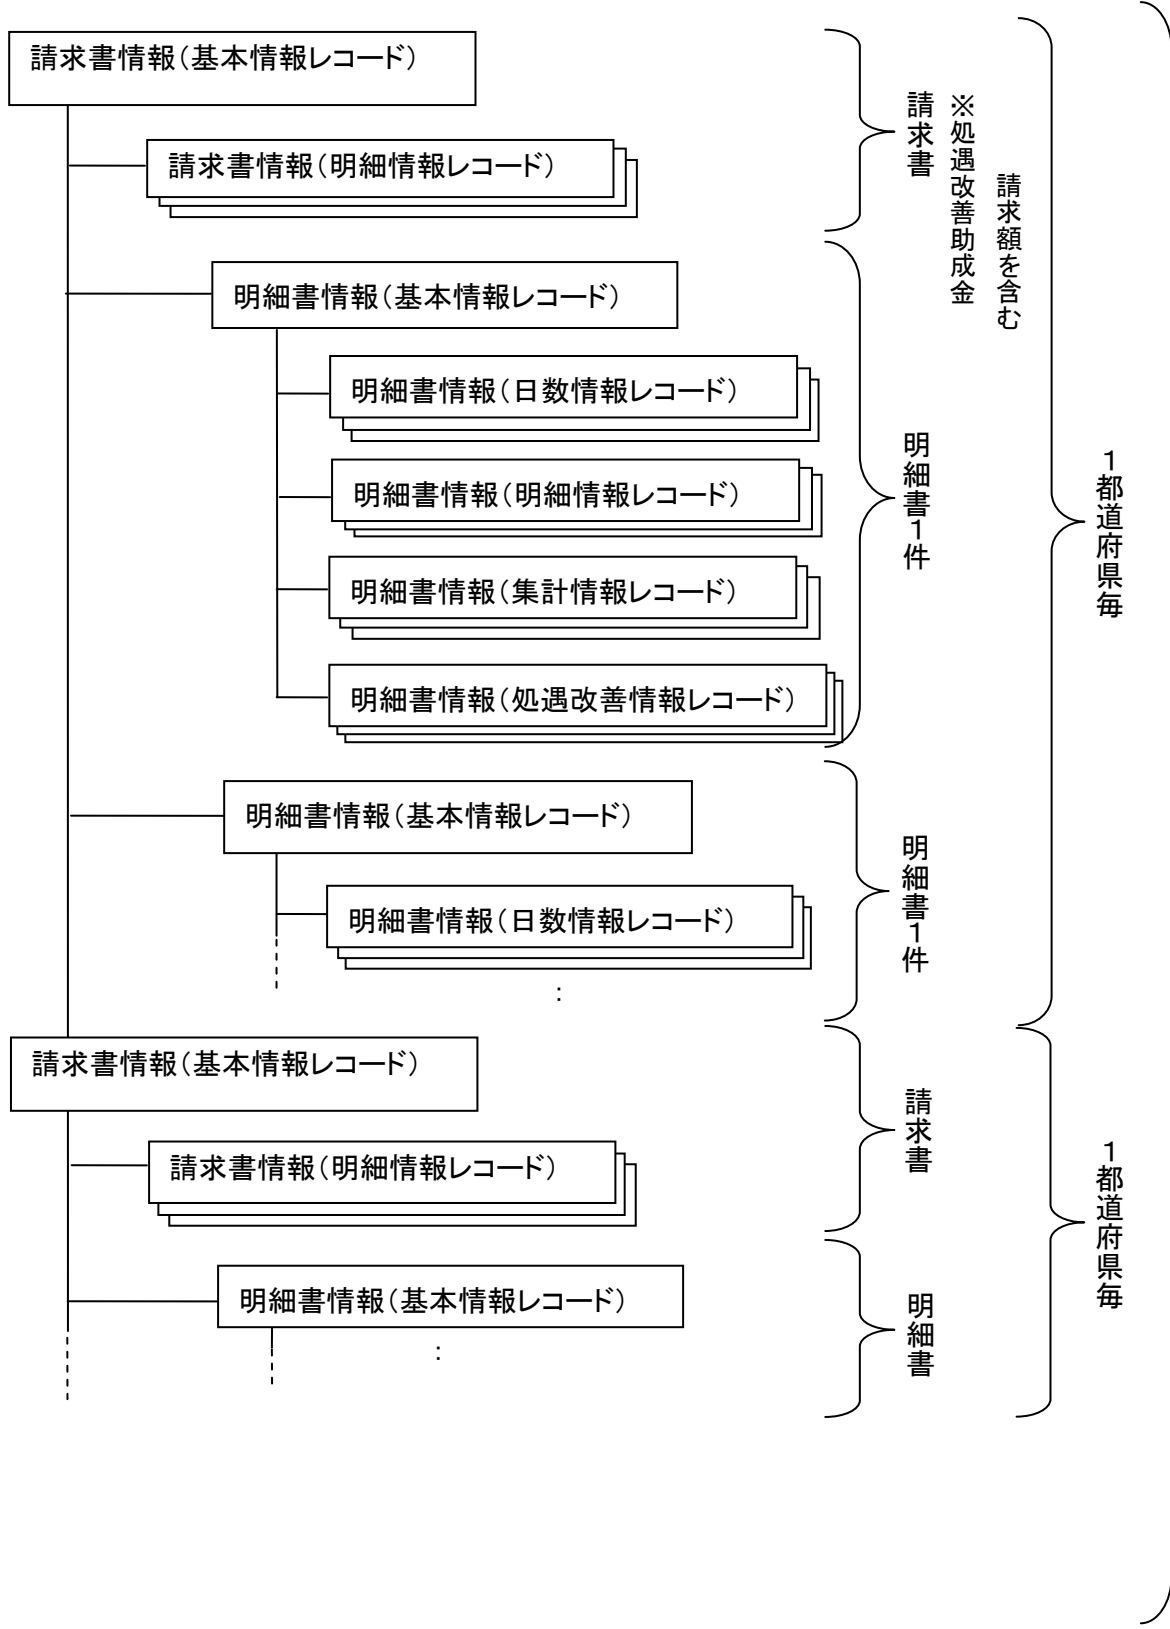 請求書情報（基本情報レコード）
請求書情報（明細情報レコード）
請求書
※処遇改善助成金
請求額を含む
明細書情報（基本情報レコード）
明細書情報（日数情報レコード）
明細書情報（明細情報レコード）
明細書情報（集計情報レコード）
明細書情報（処遇改善情報レコード）
明細書1件
1都道府県毎
明細書情報（基本情報レコード）
明細書情報（日数情報レコード）
:
明細書1件
請求書情報（基本情報レコード）
請求書情報（明細情報レコード）
請求書
明細書情報（基本情報レコード）
:
明細書
1都道府県毎